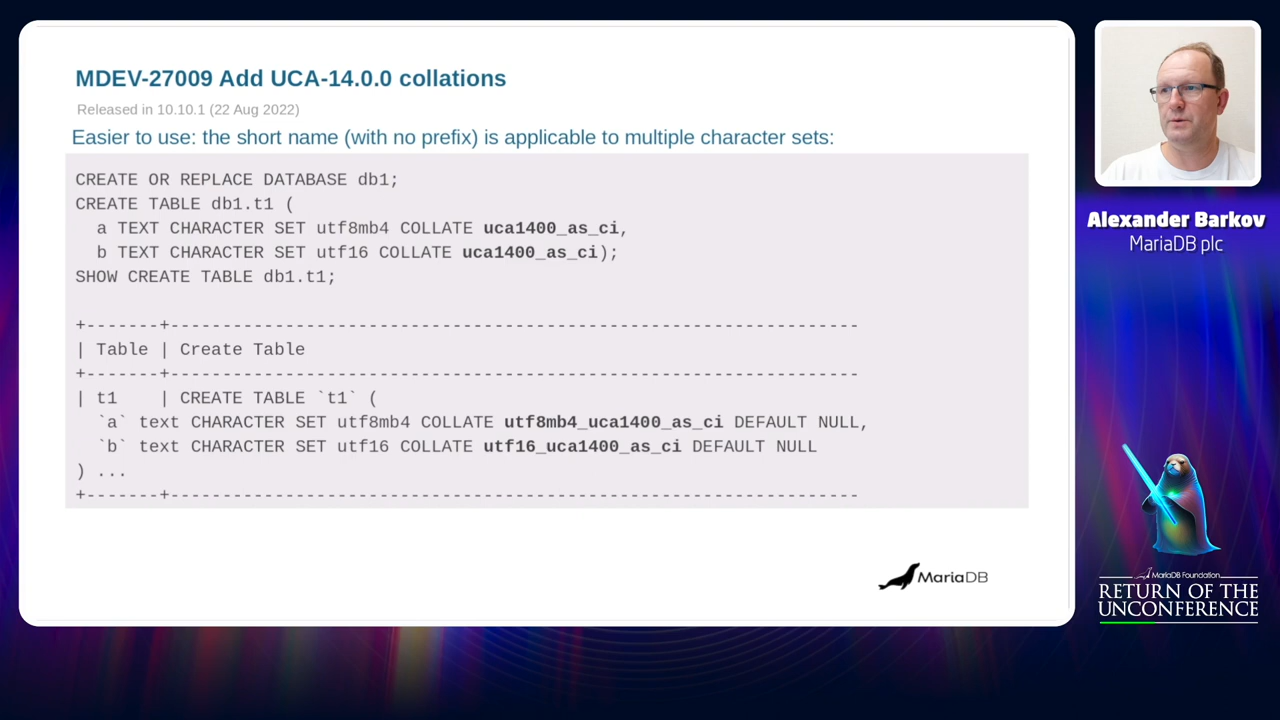 MDEV-27009 Add UCA-14.0.0 collations
Released in 10.10.1 (22 Aug 2022)
Easier to use: the short name (with no prefix) is applicable to multiple character sets:
CREATE OR REPLACE DATABASE db1;
CREATE TABLE db1.t1 (
  a TEXT CHARACTER SET utf8mb4 COLLATE uca1400_as_ci,
  b TEXT CHARACTER SET utf16 COLLATE uca1400_as_ci);
SHOW CREATE TABLE db1.t1;
+-------+------------------------------------------------------------------
| Table | Create Table
+-------+------------------------------------------------------------------
| t1    | CREATE TABLE `t1` (
  `a` text CHARACTER SET utf8mb4 COLLATE utf8mb4_uca1400_as_ci DEFAULT NULL,
  `b` text CHARACTER SET utf16 COLLATE utf16_uca1400_as_ci DEFAULT NULL
) ...
+-------+------------------------------------------------------------------
MariaDB
Alexander Barkov
MariaDB plc
MariaDB Foundation
RETURN OF THE
UNCONFERENCE